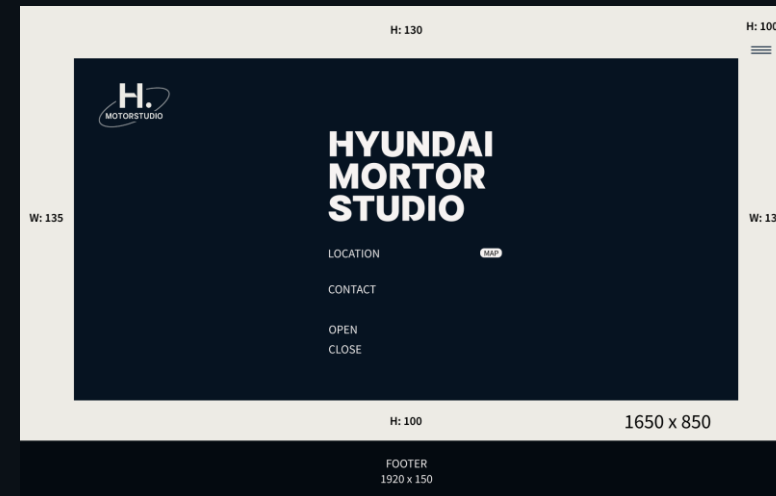 H: 130
H: 100
H.
MOTORSTUDIO
HYUNDAI
MORTOR
STUDIO
W: 135
W: 13
LOCATION MAP
CONTACT
OPEN
CLOSE
H: 100
1650 x 850
FOOTER
1920 x 150